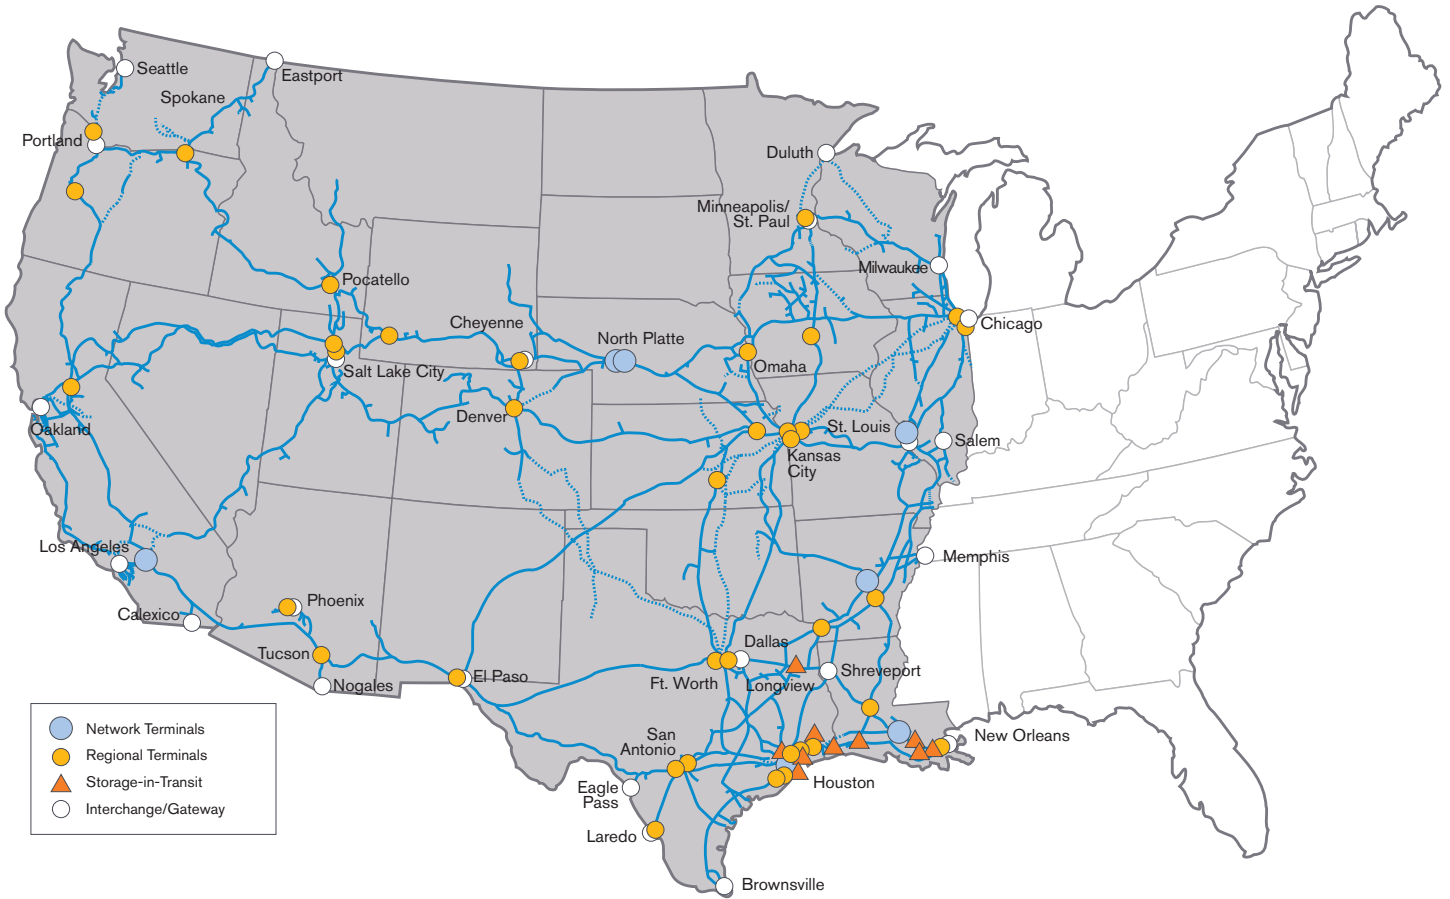 Seattle
Eastport
Spokane
Portland
Duluth
Minneapolis/
St. Paul
Milwaukee
Pocatello
Cheyenne
North Platte
Chicago
Salt Lake City
Omaha
Denver
Oakland
St. Louis
Salem
Kansas
City
Los Angeles
Memphis
Calexico
Phoenix
Tucson
Nogales
El Paso
Dallas
Ft. Worth
Longview
Shreveport
San
Antonio
New Orleans
Houston
Eagle
Pass
Laredo
Brownsville
Network Terminals
Regional Terminals
Storage-in-Transit
Interchange/Gateway